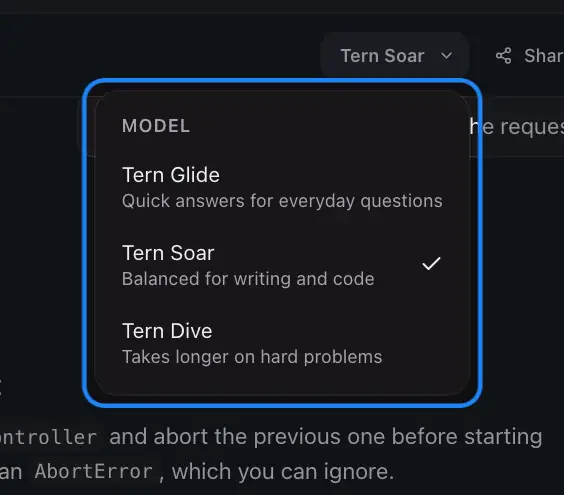 Tern Soar
Shar
MODEL
he reques
Tern Glide
Quick answers for everyday questions
Tern Soar
Balanced for writing and code
Tern Dive
Takes longer on hard problems
:
ontroller and abort the previous one before starting
an AbortError, which you can ignore.